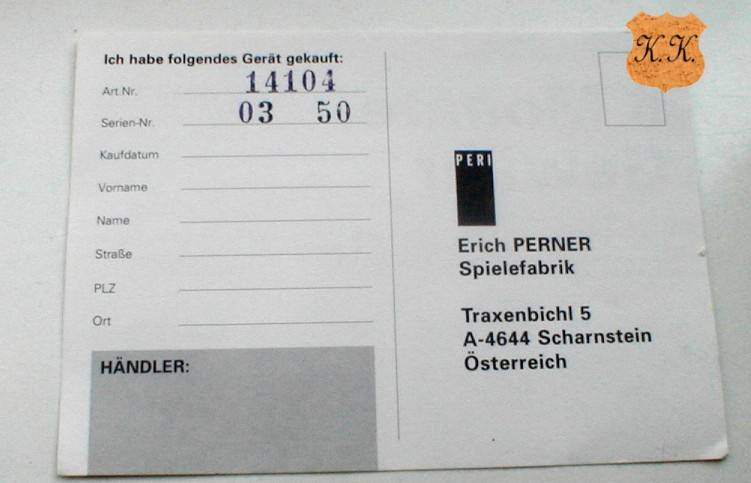 Ich habe folgendes Gerät gekauft:
Art.Nr. 14104
Serien-Nr. 03 50
Kaufdatum
Vorname
Name
Straße
PLZ
Ort
HÄNDLER:
K.K.
PERI
Erich PERNER
Spielefabrik
Traxenbichl 5
A-4644 Scharnstein
Österreich